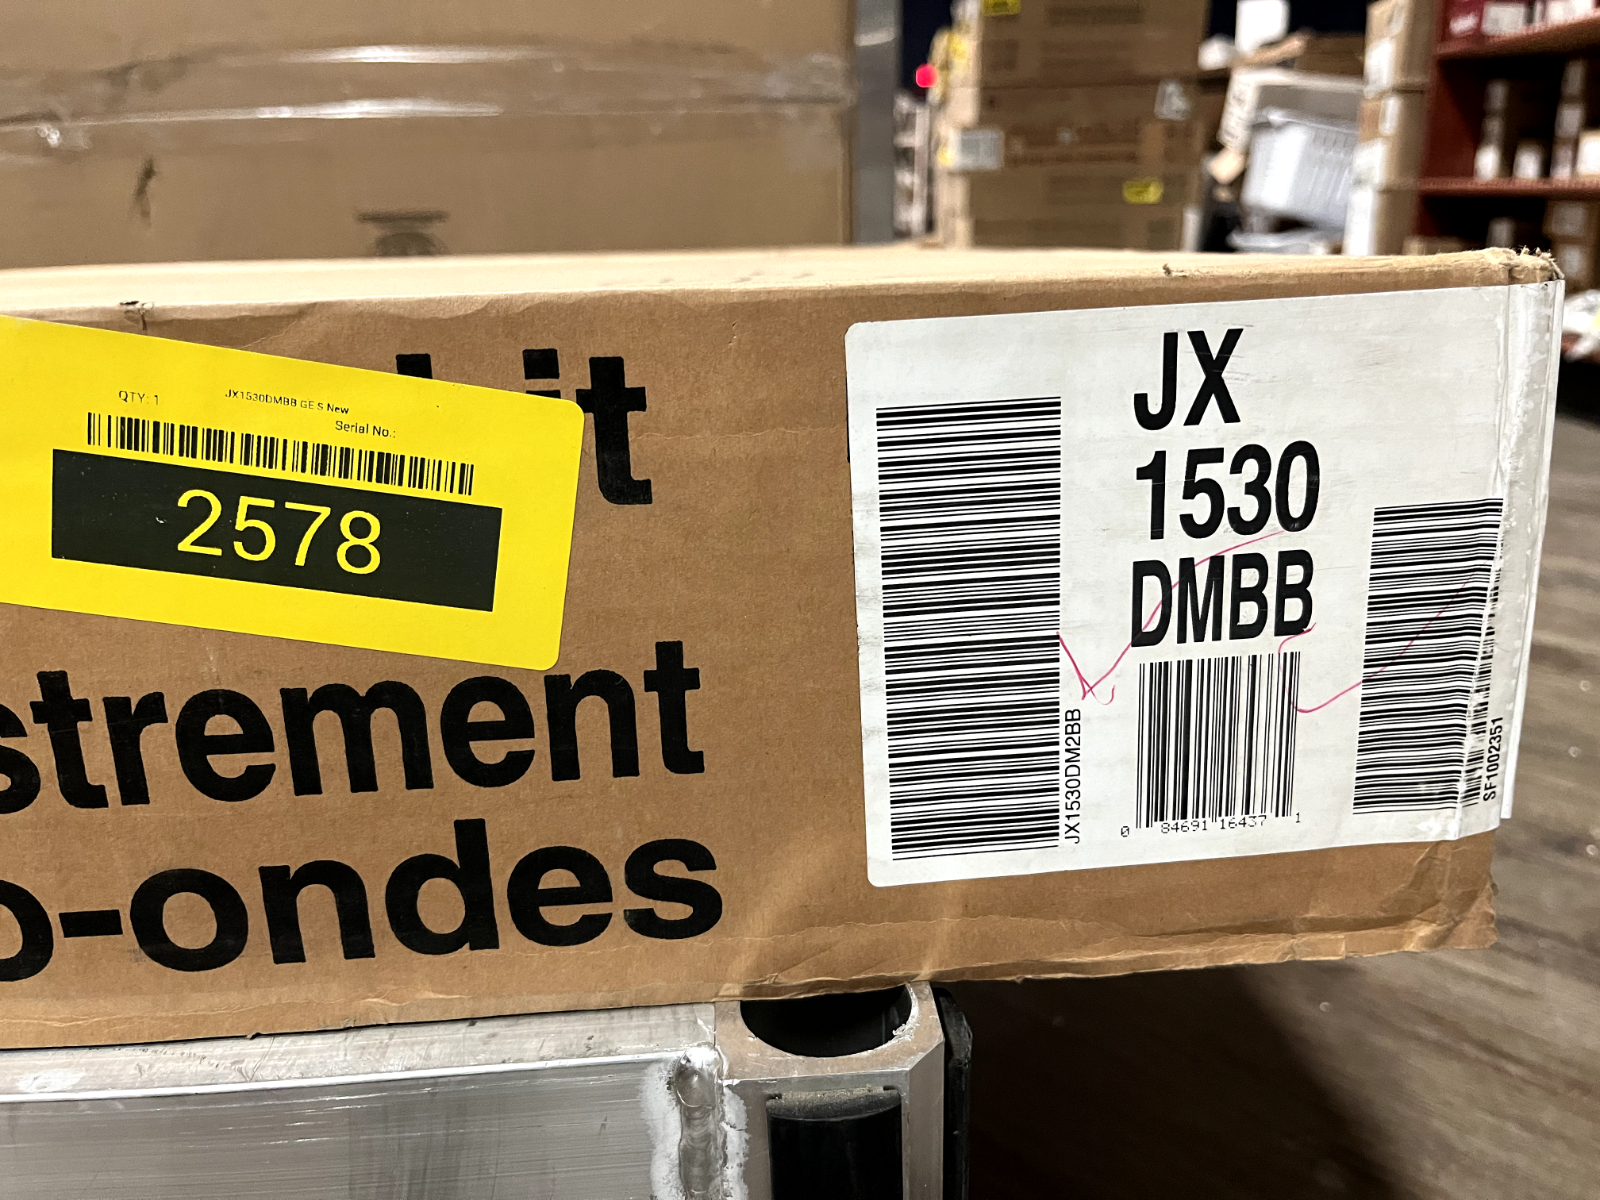 QTY: 1
JX1530DMBB GE S New
Serial No.:
2578
it
strement
o-ondes
JX
1530
DMBB
JX1530DM2BB
0 84691 16437 1
SF1002351